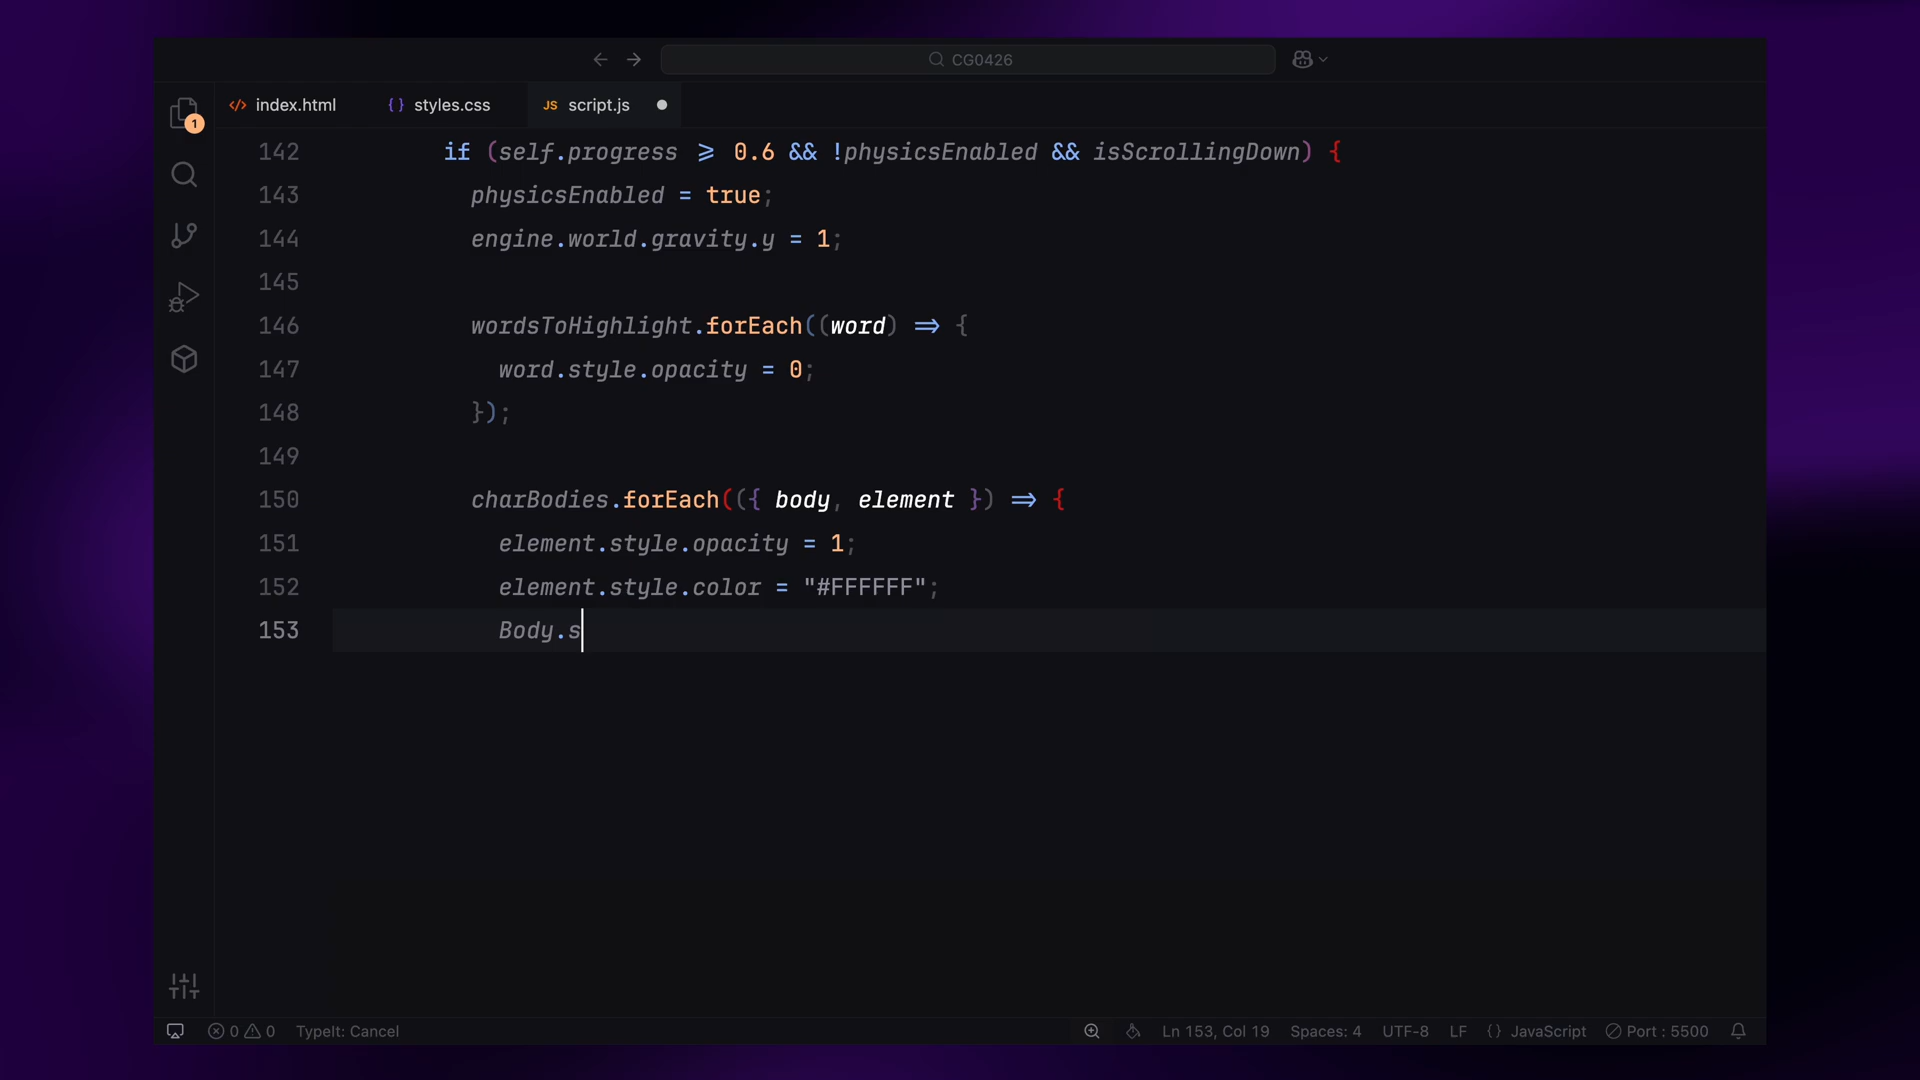 CG0426
index.html
styles.css
JS script.js
1
142 if (self.progress ⩾ 0.6 && !physicsEnabled && isScrollingDown) {
143 physicsEnabled = true;
144 engine.world.gravity.y = 1;
145
146 wordsToHighlight.forEach((word) ⇒ {
147 word.style.opacity = 0;
148 });
149
150 charBodies.forEach(({ body, element }) ⇒ {
151 element.style.opacity = 1;
152 element.style.color = "#FFFFFF";
153 Body.s
0 0 TypeIt: Cancel Ln 153, Col 19 Spaces: 4 UTF-8 LF {} JavaScript Port : 5500